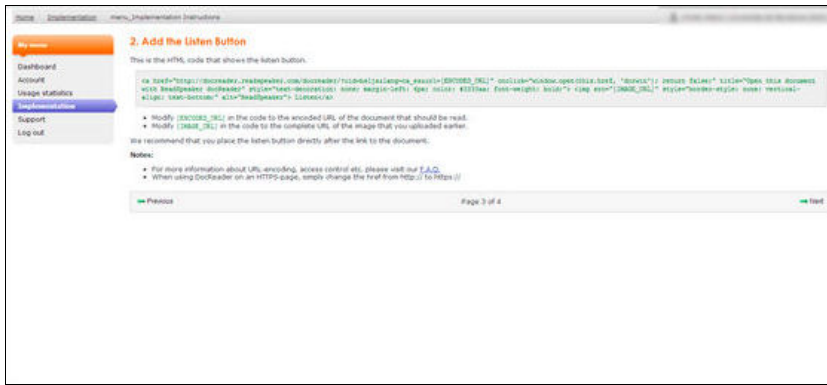 Home Implementation menu_Implementation Instructions
My menu
Dashboard
Account
Usage statistics
Implementation
Support
Log out
2. Add the Listen Button
This is the HTML code that shows the listen button.
<a href="http://docreader.readspeaker.com/docreader/?cid=
onclick="window.open(this.href, 'dcrwin'); return false;" title="Open this document
with ReadSpeaker docReader" style="text-decoration: none; margin-left: 4px; font-weight: bold;"> <img src="[IMAGE_URL]" style="border-style: none; vertical-
align: text-bottom;" alt="ReadSpeaker"> Listen</a>
• Modify [ENCODED_URL] in the code to the encoded URL of the document that should be read.
• Modify [IMAGE_URL] in the code to the complete URL of the image that you uploaded earlier.
We recommend that you place the listen button directly after the link to the document.
Notes:
• For more information about URL-encoding, access control etc. please visit our F.A.Q.
• When using DocReader on an HTTPS-page, simply change the href from http:// to https://
Previous Page 3 of 4 Next